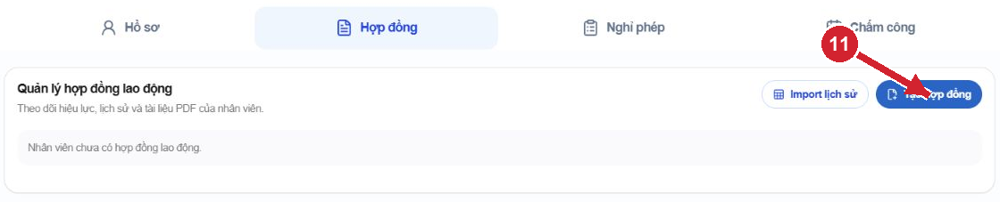 Hồ sơ
Hợp đồng
Nghỉ phép
Chấm công
11
Quản lý hợp đồng lao động
Theo dõi hiệu lực, lịch sử và tài liệu PDF của nhân viên.
Import lịch sử
Tạo hợp đồng
Nhân viên chưa có hợp đồng lao động.